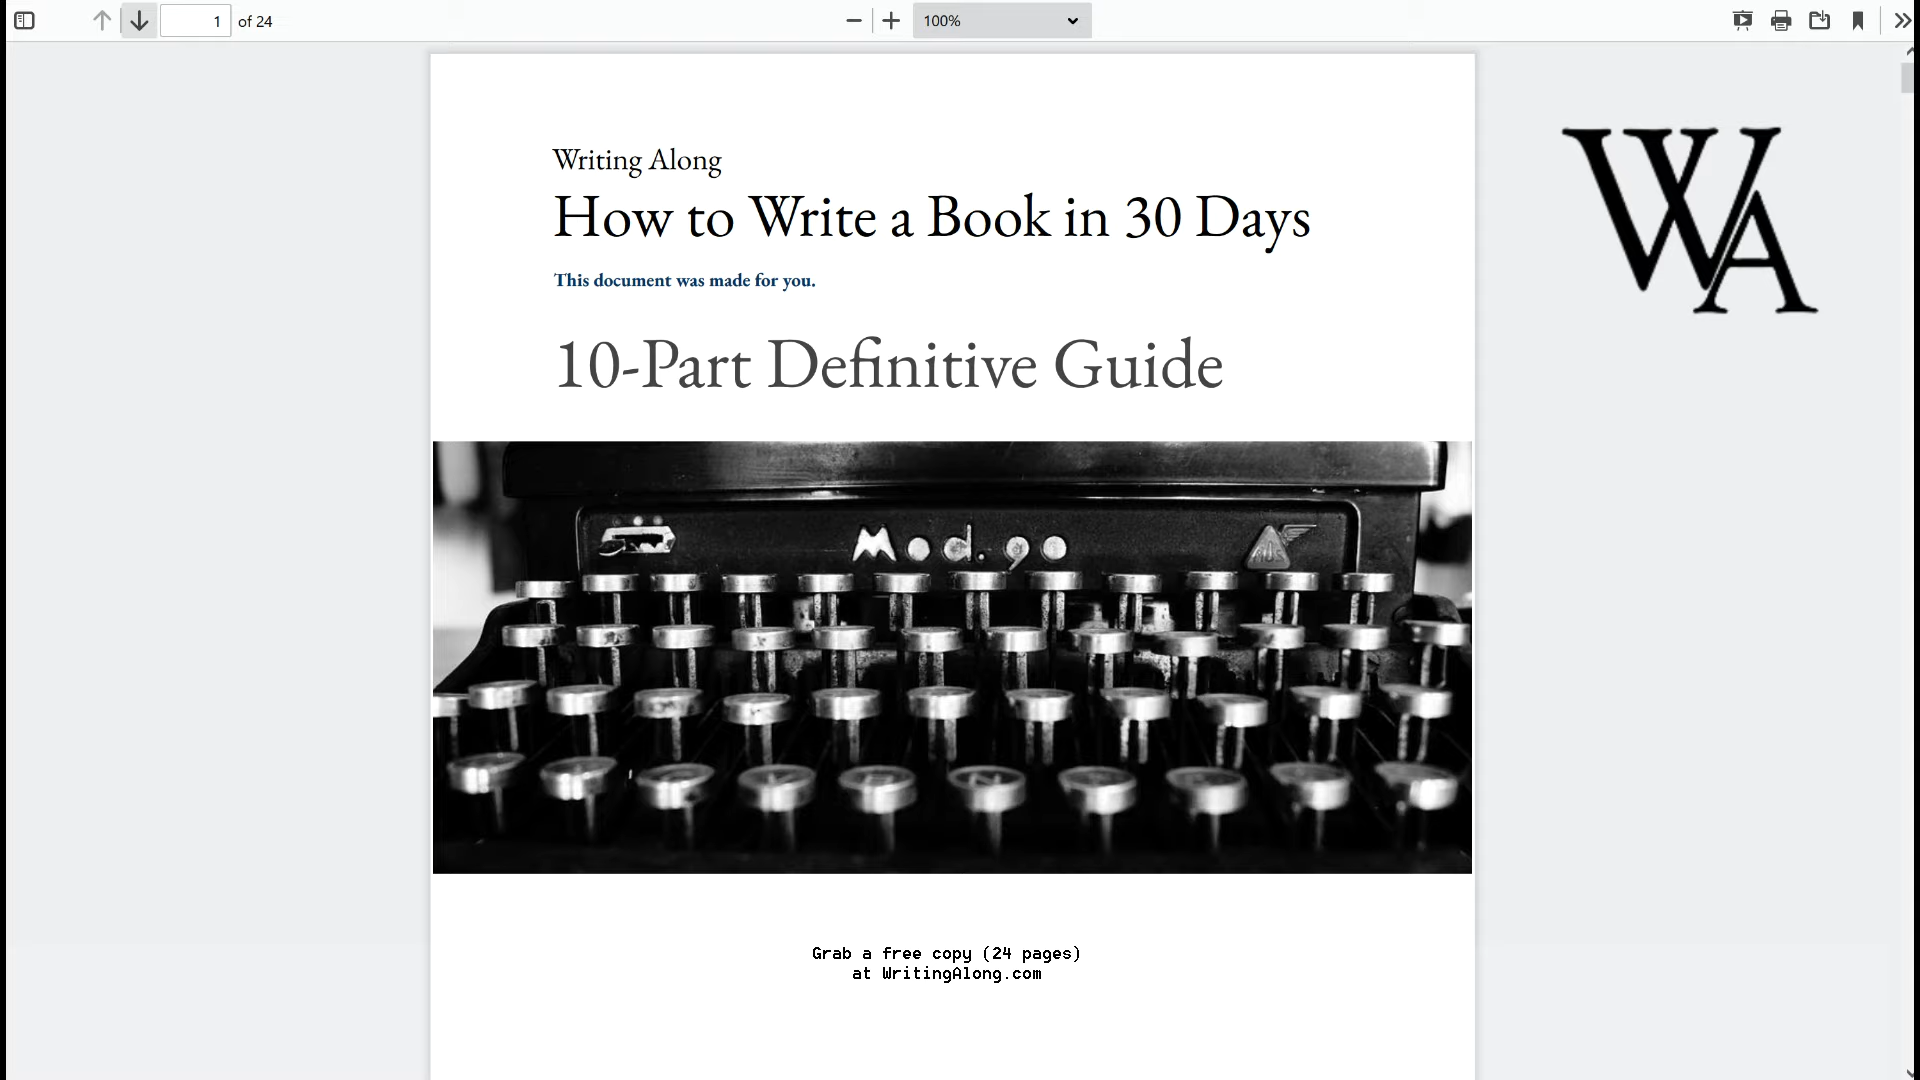 1 of 24
100%
Writing Along
How to Write a Book in 30 Days
This document was made for you.
10-Part Definitive Guide
WA
Mod. 90
Grab a free copy (24 pages)
at WritingAlong.com